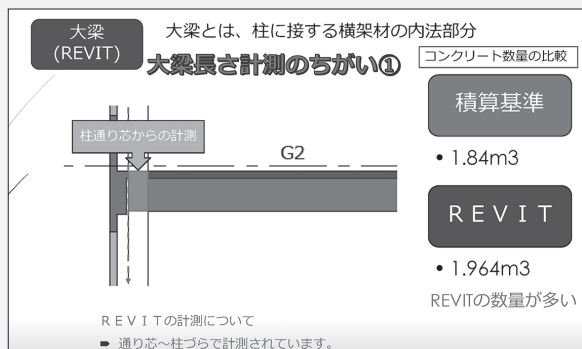 大梁
(REVIT)
大梁とは、柱に接する横架材の内法部分
大梁長さ計測のちがい①
コンクリート数量の比較
積算基準
• 1.84m3
柱通り芯からの計測
G2
ＲＥＶＩＴ
• 1.964m3
REVITの数量が多い
ＲＥＶＩＴの計測について
➡ 通り芯～柱づらで計測されています。